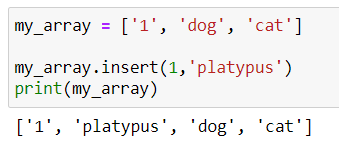 my_array = ['1', 'dog', 'cat']
my_array.insert(1,'platypus')
print(my_array)
['1', 'platypus', 'dog', 'cat']